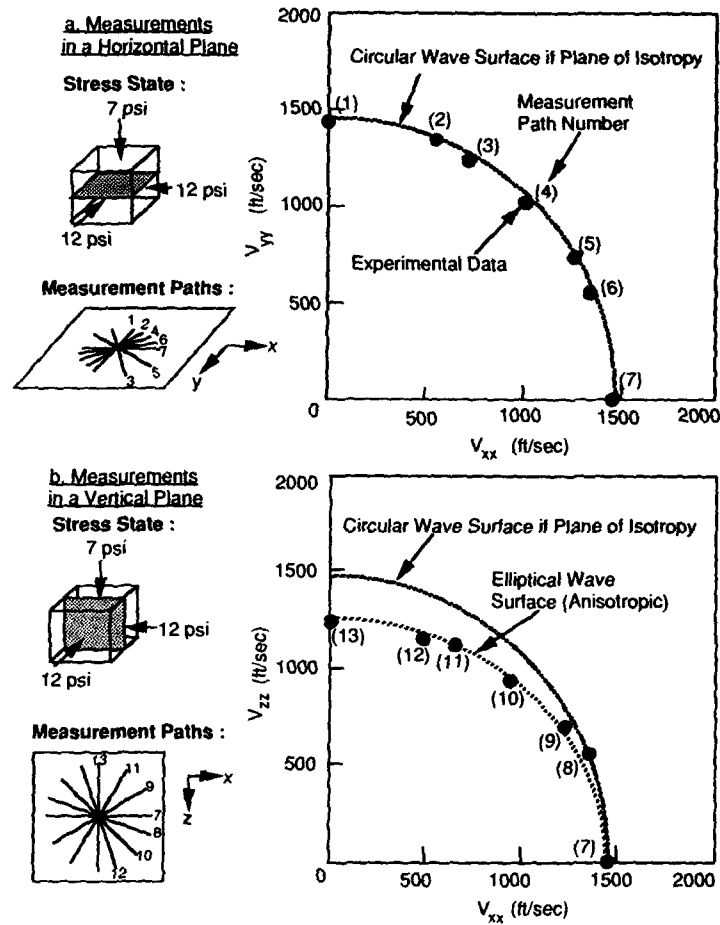 a. Measurements
in a Horizontal Plane
Stress State :
7 psi
12 psi
12 psi
Measurement Paths :
1
2
4
6
7
5
3
x
y
2000
1500
1000
500
0
500
1000
1500
2000
V_yy (ft/sec)
V_xx (ft/sec)
Circular Wave Surface if Plane of Isotropy
Measurement
Path Number
Experimental Data
(1)
(2)
(3)
(4)
(5)
(6)
(7)
b. Measurements
in a Vertical Plane
Stress State :
7 psi
12 psi
12 psi
Measurement Paths :
13
11
9
7
8
10
12
x
z
2000
1500
1000
500
0
500
1000
1500
2000
V_zz (ft/sec)
V_xx (ft/sec)
Circular Wave Surface if Plane of Isotropy
Elliptical Wave
Surface (Anisotropic)
(13)
(12)
(11)
(10)
(9)
(8)
(7)